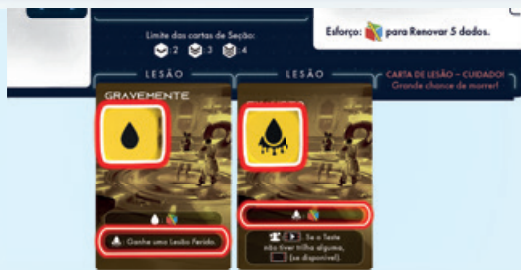 Limite das cartas de Seção:
:2 :3 :4
Esforço: para Renovar 5 dados.
LESÃO
LESÃO
CARTA DE LESÃO – CUIDADO!
Grande chance de morrer!
GRAVEMENTE
: Ganhe uma Lesão Ferido.
: Se o Teste
não tiver trilha alguma,
(se disponível).